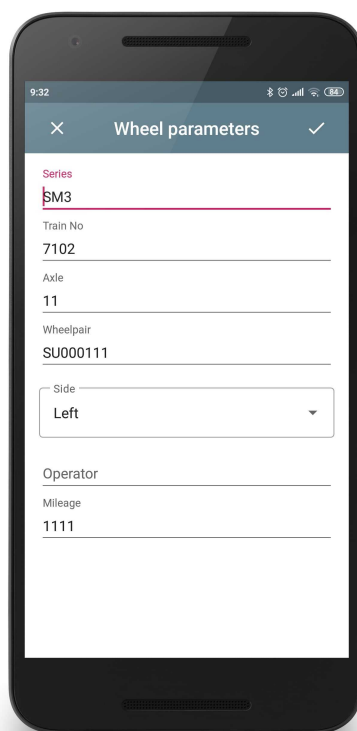 9:32
84
Wheel parameters
Series
SM3
Train No
7102
Axle
11
Wheelpair
SU000111
Side
Left
Operator
Mileage
1111